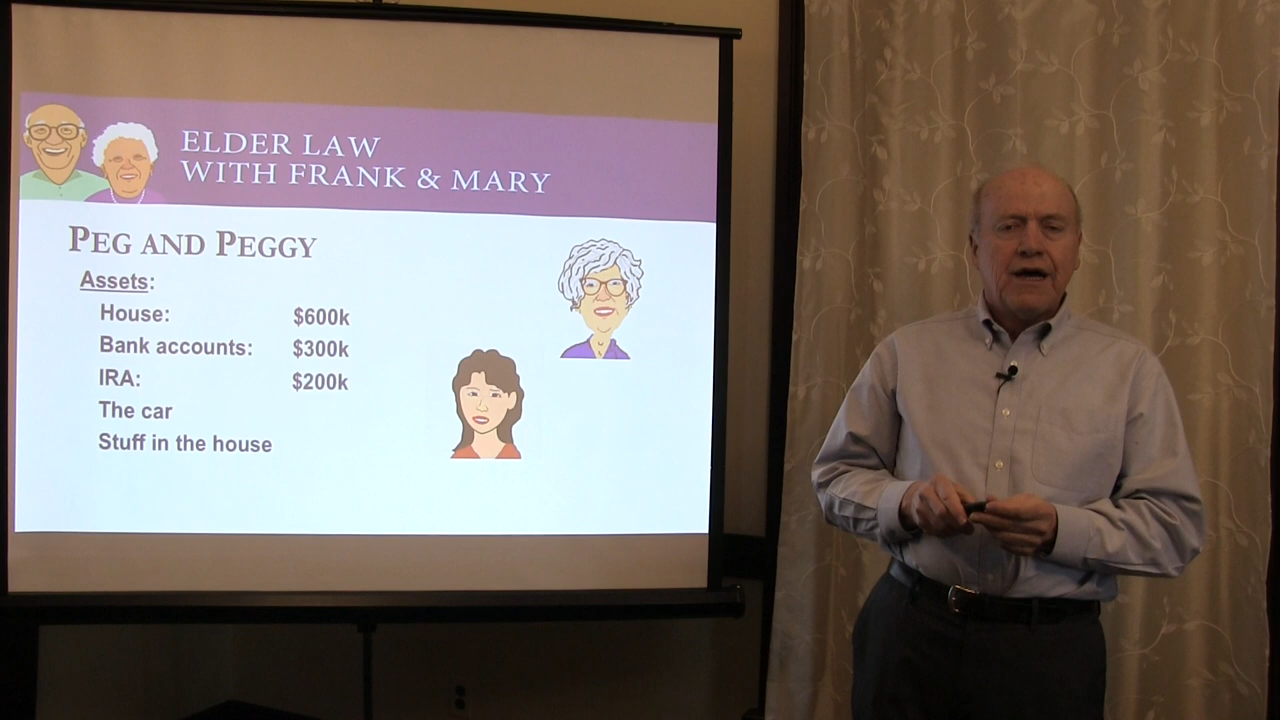 ELDER LAW
WITH FRANK & MARY
PEG AND PEGGY
Assets:
House: $600k
Bank accounts: $300k
IRA: $200k
The car
Stuff in the house